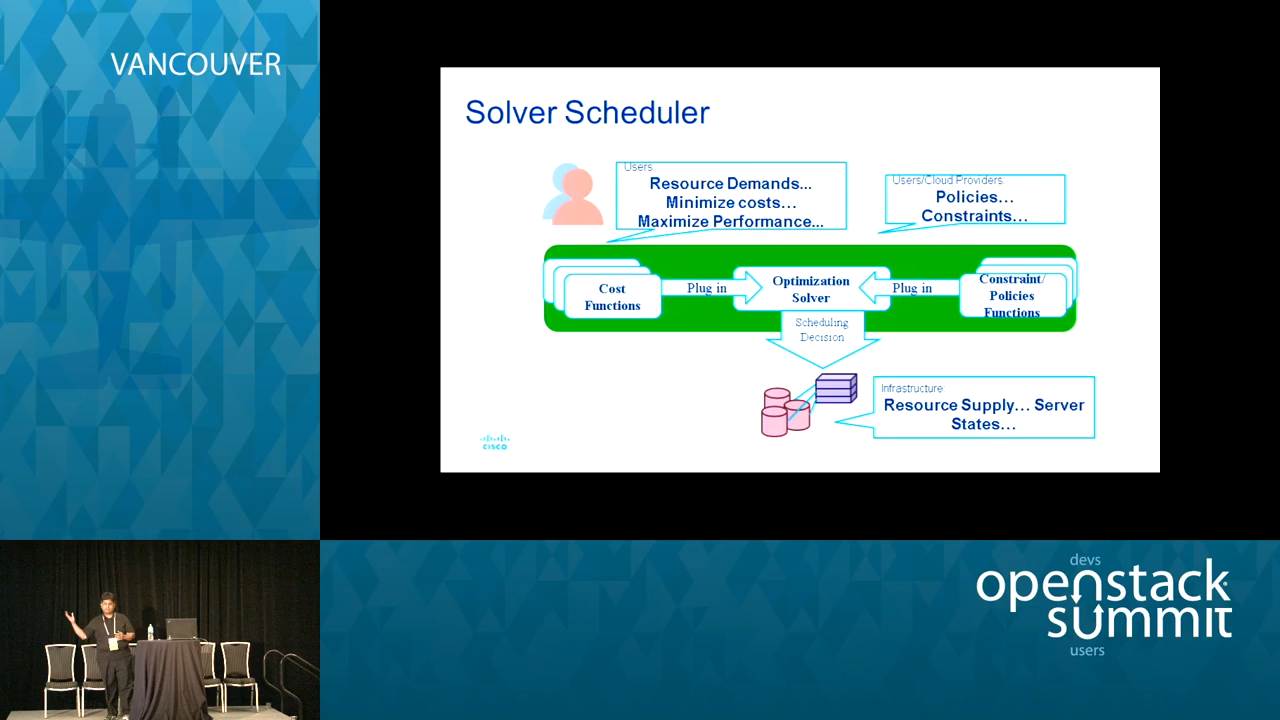 VANCOUVER
Solver Scheduler
Users:
Resource Demands...
Minimize costs…
Maximize Performance...
Users/Cloud Providers:
Policies…
Constraints…
Cost
Functions
Plug in
Optimization
Solver
Plug in
Constraint/
Policies
Functions
Scheduling
Decision
Infrastructure:
Resource Supply… Server
States…
CISCO
devs
openstack
summit
users